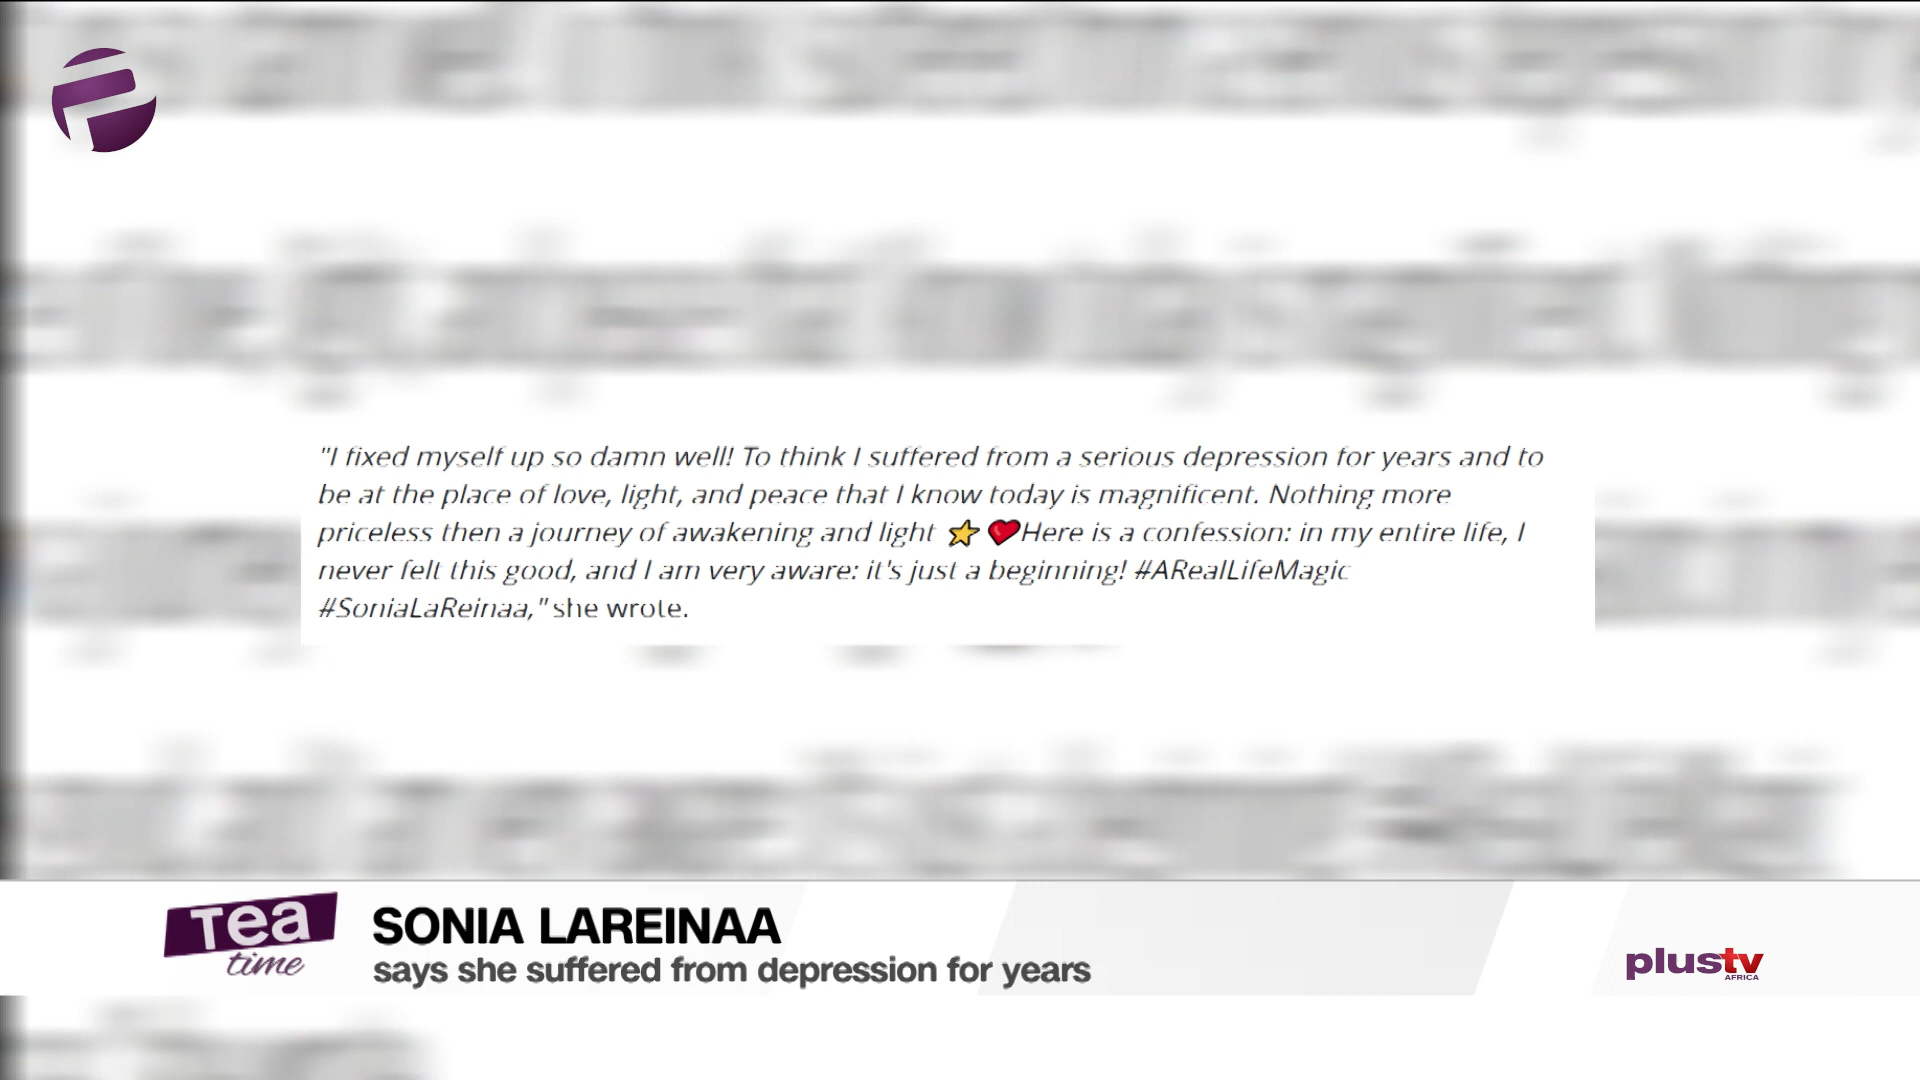 "I fixed myself up so damn well! To think I suffered from a serious depression for years and to
be at the place of love, light, and peace that I know today is magnificent. Nothing more
priceless then a journey of awakening and light ⭐ ❤️Here is a confession: in my entire life, I
never felt this good, and I am very aware: it's just a beginning! #ARealLifeMagic
#SoniaLaReinaa," she wrote.
Tea
time
SONIA LAREINAA
says she suffered from depression for years
plustv
AFRICA